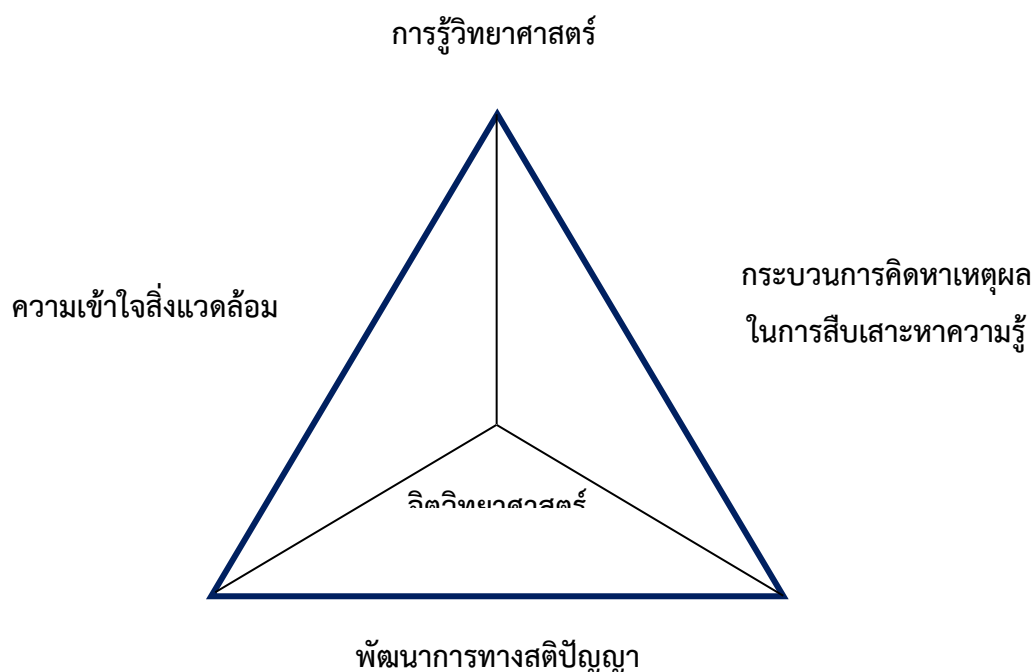 การรู้วิทยาศาสตร์
ความเข้าใจสิ่งแวดล้อม
กระบวนการคิดหาเหตุผล
ในการสืบเสาะหาความรู้
จิตวิทยาศาสตร์
พัฒนาการทางสติปัญญา